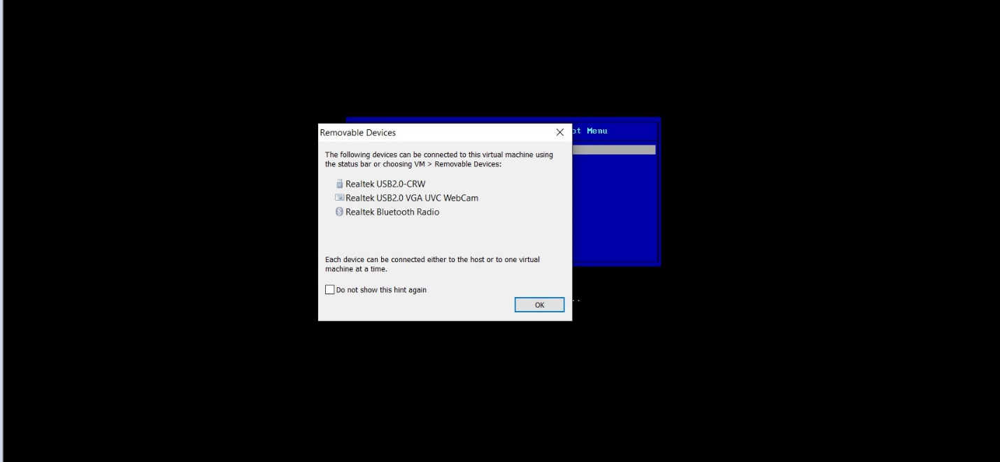 Removable Devices
ot Menu
The following devices can be connected to this virtual machine using
the status bar or choosing VM > Removable Devices:
Realtek USB2.0-CRW
Realtek USB2.0 VGA UVC WebCam
Realtek Bluetooth Radio
Each device can be connected either to the host or to one virtual
machine at a time.
Do not show this hint again
..
OK